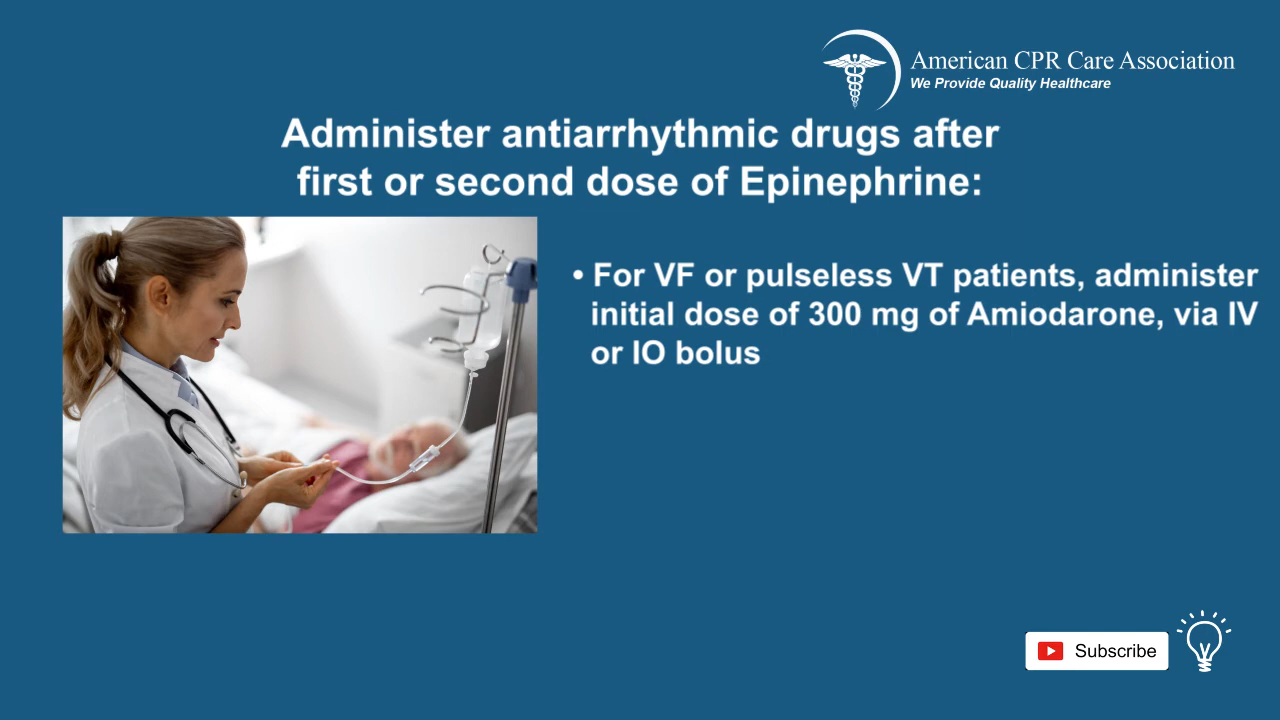 American CPR Care Association
We Provide Quality Healthcare
Administer antiarrhythmic drugs after
first or second dose of Epinephrine:
• For VF or pulseless VT patients, administer
initial dose of 300 mg of Amiodarone, via IV
or IO bolus
Subscribe